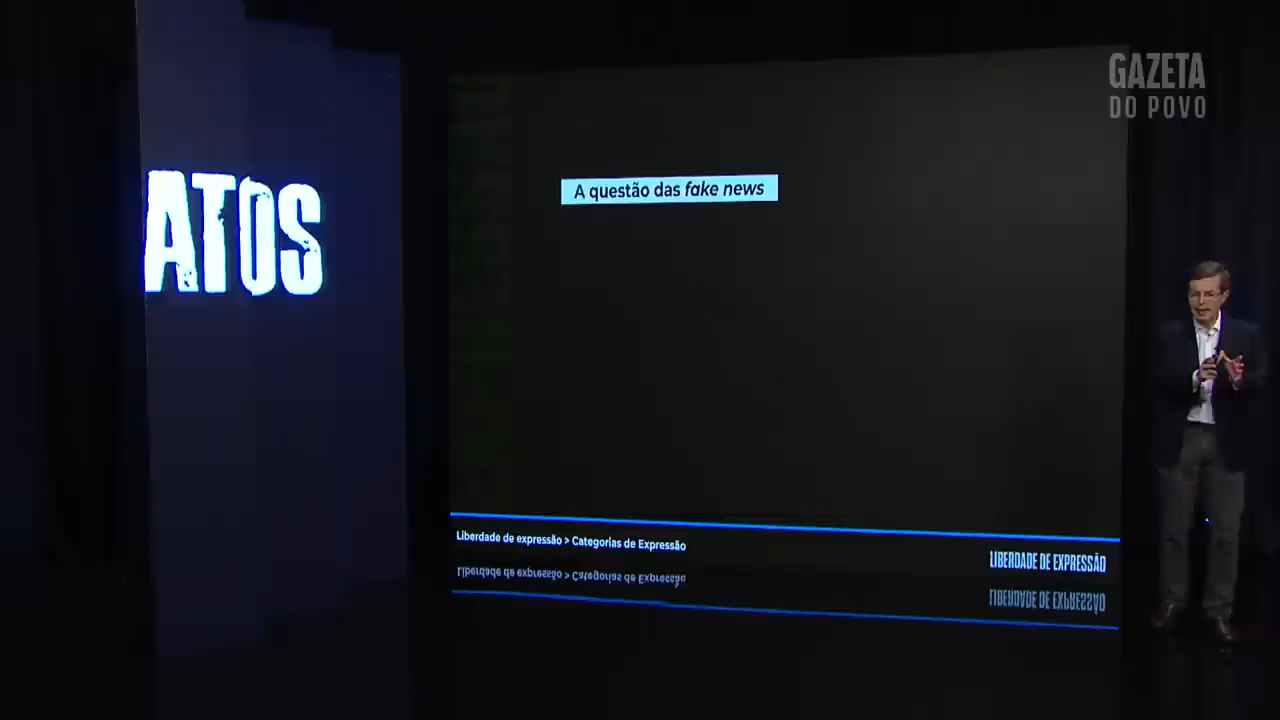 GAZETA
DO POVO
ATOS
A questão das fake news
Liberdade de expressão > Categorias de Expressão
LIBERDADE DE EXPRESSÃO